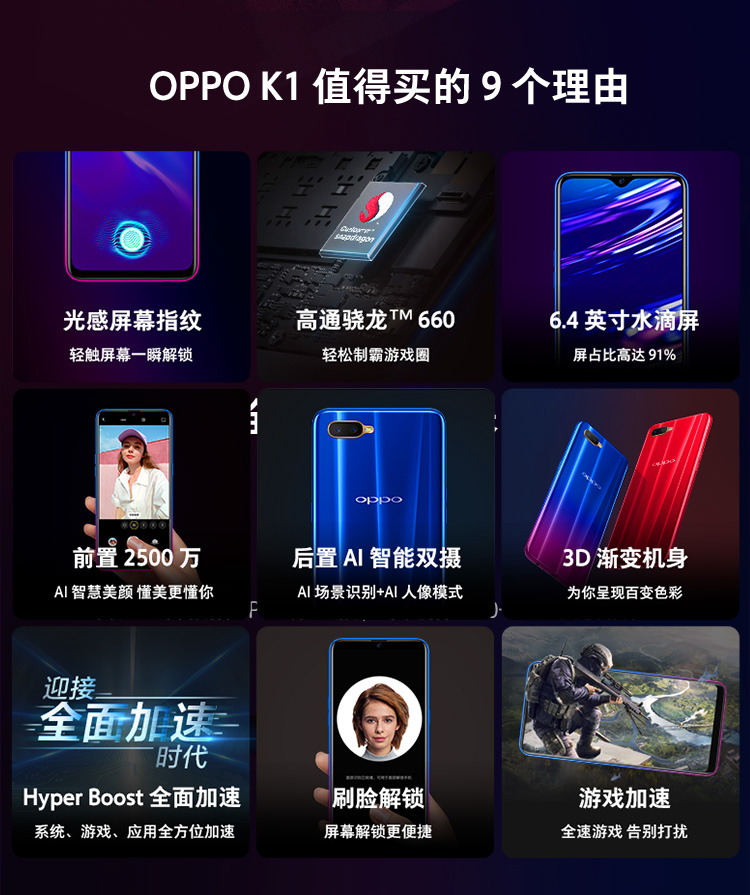 OPPO K1 值得买的 9 个理由
Qualcomm
snapdragon
光感屏幕指纹
轻触屏幕一瞬解锁
高通骁龙™ 660
轻松制霸游戏圈
6.4 英寸水滴屏
屏占比高达 91%
oppo
oppo
oppo
前置 2500 万
AI 智慧美颜 懂美更懂你
后置 AI 智能双摄
AI 场景识别+AI 人像模式
3D 渐变机身
为你呈现百变色彩
迎接
全面加速
时代
Hyper Boost 全面加速
系统、游戏、应用全方位加速
刷脸解锁
屏幕解锁更便捷
游戏加速
全速游戏 告别打扰